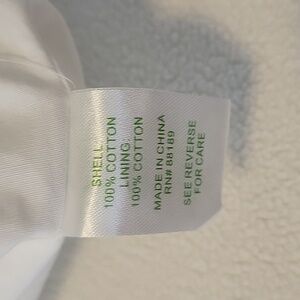 SHELL:
100% COTTON
LINING:
100% COTTON
MADE IN CHINA
RN# 88189
SEE REVERSE
FOR CARE